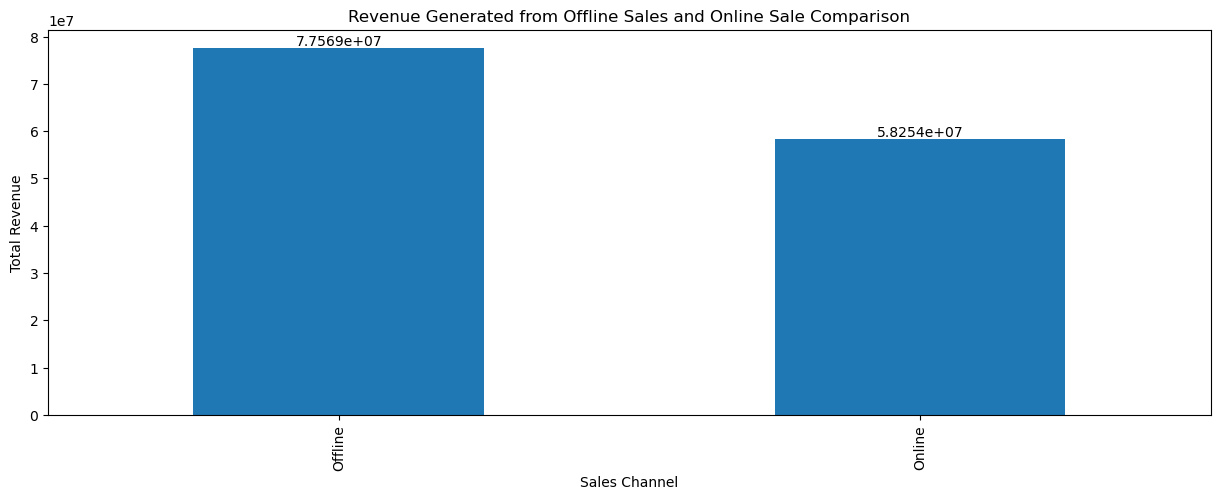 Revenue Generated from Offline Sales and Online Sale Comparison
1e7
8
7
6
5
4
3
2
1
0
Total Revenue
7.7569e+07
5.8254e+07
Offline
Online
Sales Channel